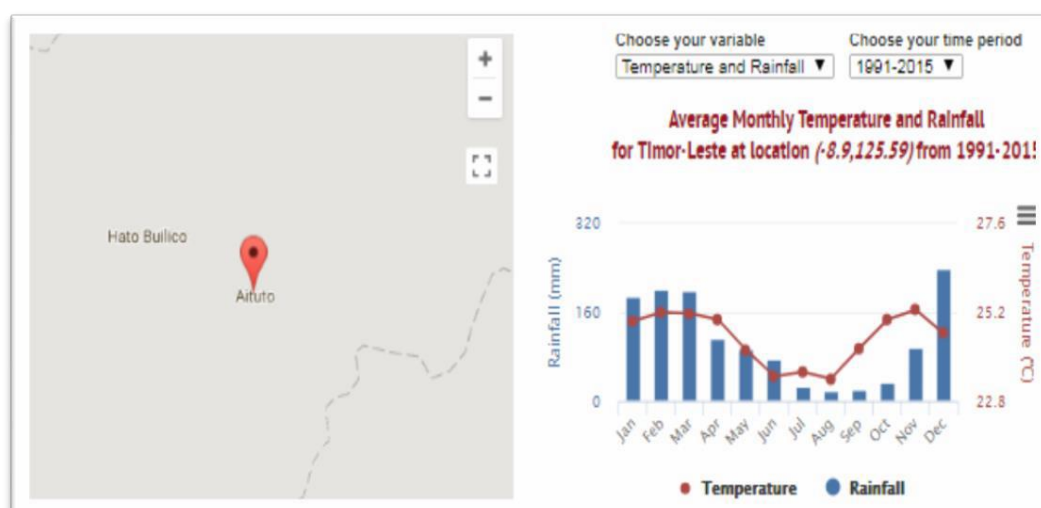 +
−
Hato Builico
Aituto
Choose your variable
Temperature and Rainfall ▼
Choose your time period
1991-2015 ▼
Average Monthly Temperature and Rainfall
for Timor-Leste at location (-8.9,125.59) from 1991-2015
320
160
0
Rainfall (mm)
27.6
25.2
22.8
Temperature (°C)
Jan Feb Mar Apr May Jun Jul Aug Sep Oct Nov Dec
Temperature Rainfall